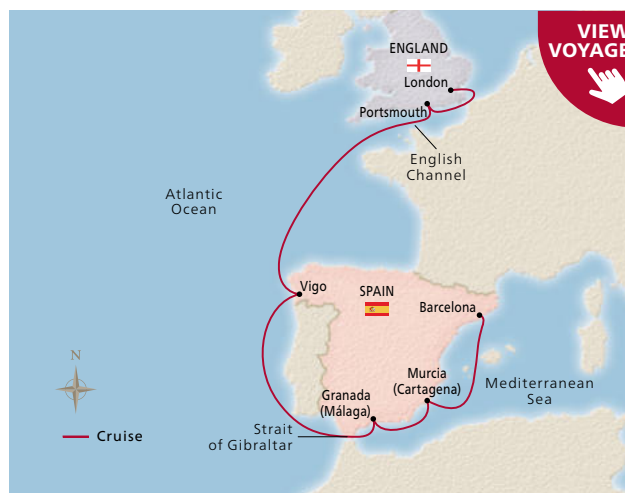 VIEW
VOYAGE
ENGLAND
London
Portsmouth
English
Channel
Atlantic
Ocean
Vigo
SPAIN
Barcelona
N
Murcia
(Cartagena)
Mediterranean
Sea
Granada
(Málaga)
Strait
of Gibraltar
Cruise